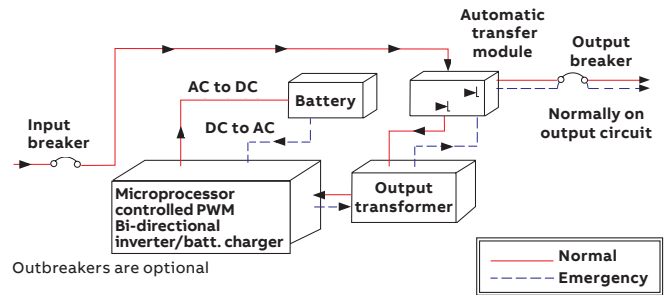 Automatic
transfer
module
Output
breaker
AC to DC
Battery
DC to AC
Input
breaker
Normally on
output circuit
Microprocessor
controlled PWM
Bi-directional
inverter/batt. charger
Output
transformer
Outbreakers are optional
Normal
Emergency